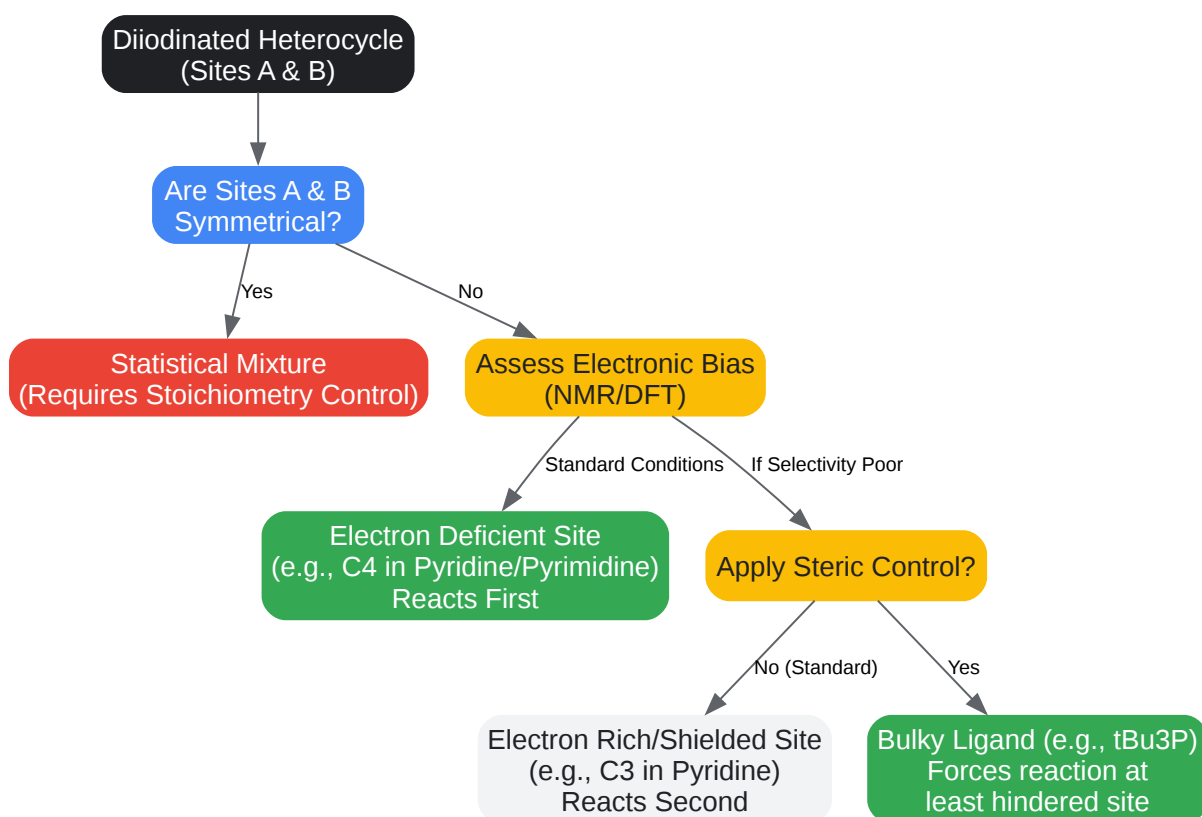 Diiodinated Heterocycle
(Sites A & B)
Are Sites A & B
Symmetrical?
Yes
No
Statistical Mixture
(Requires Stoichiometry Control)
Assess Electronic Bias
(NMR/DFT)
Standard Conditions
If Selectivity Poor
Electron Deficient Site
(e.g., C4 in Pyridine/Pyrimidine)
Reacts First
Apply Steric Control?
No (Standard)
Yes
Electron Rich/Shielded Site
(e.g., C3 in Pyridine)
Reacts Second
Bulky Ligand (e.g., tBu3P)
Forces reaction at
least hindered site